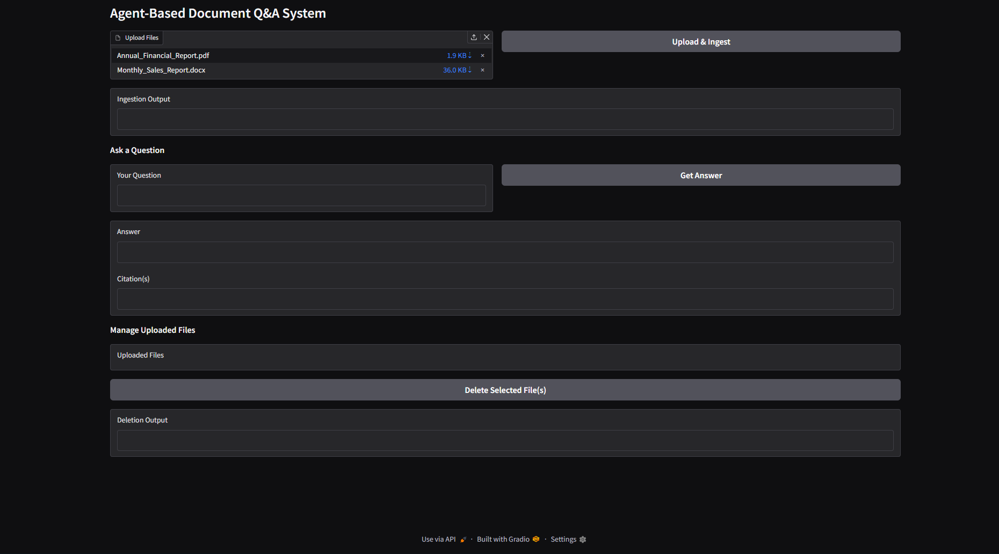 Agent-Based Document Q&A System
Upload Files
Upload & Ingest
Annual_Financial_Report.pdf 1.9 KB ⇣ ×
Monthly_Sales_Report.docx 36.0 KB ⇣ ×
Ingestion Output
Ask a Question
Your Question
Get Answer
Answer
Citation(s)
Manage Uploaded Files
Uploaded Files
Delete Selected File(s)
Deletion Output
Use via API · Built with Gradio · Settings